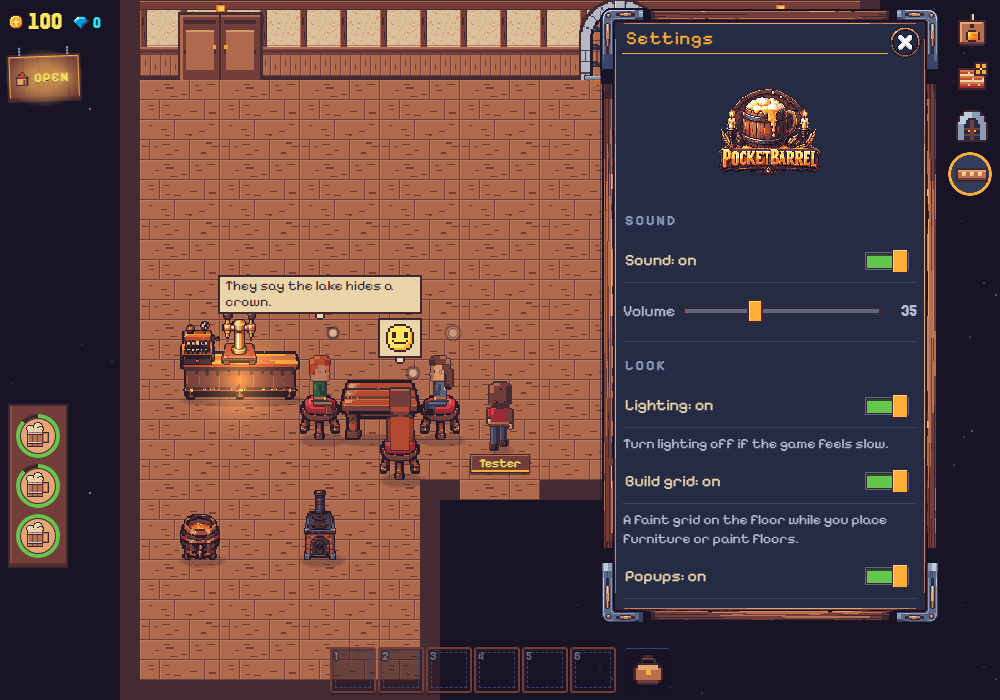 100
0
OPEN
Settings
POCKETBARREL
SOUND
Sound: on
Volume
35
LOOK
Lighting: on
Turn lighting off if the game feels slow.
Build grid: on
A faint grid on the floor while you place
furniture or paint floors.
Popups: on
They say the lake hides a
crown.
Tester
1
2
3
4
5
6